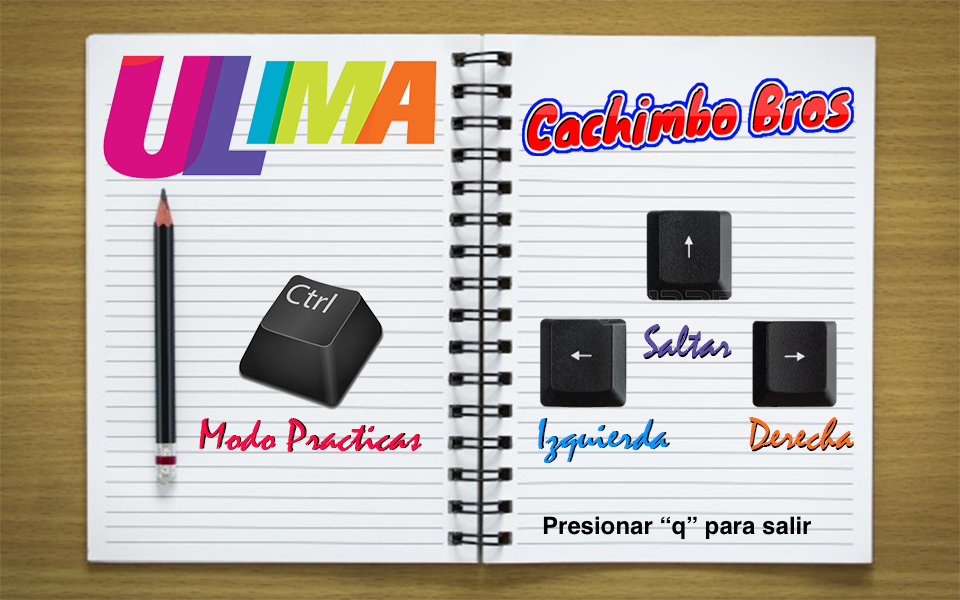 ULIMA
Cachimbo Bros
Ctrl
Modo Practicas
Saltar
Izquierda
Derecha
Presionar “q” para salir